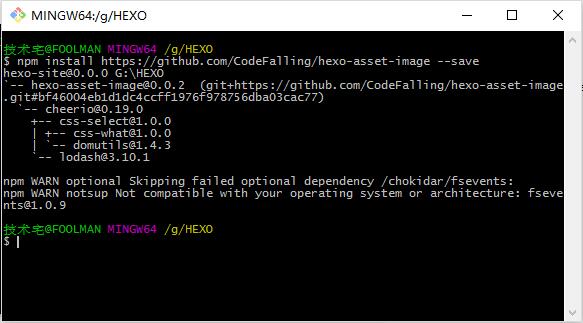 MINGW64:/g/HEXO
技术宅@FOOLMAN MINGW64 /g/HEXO
$ npm install https://github.com/CodeFalling/hexo-asset-image --save
hexo-site@0.0.0 G:\HEXO
`-- hexo-asset-image@0.0.2  (git+https://github.com/CodeFalling/hexo-asset-image
.git#bf46004eb1d1dc4ccff1976f978756dba03cac77)
  `-- cheerio@0.19.0
    +-- css-select@1.0.0
    | +-- css-what@1.0.0
    | `-- domutils@1.4.3
    `-- lodash@3.10.1
npm WARN optional Skipping failed optional dependency /chokidar/fsevents:
npm WARN notsup Not compatible with your operating system or architecture: fseve
nts@1.0.9
技术宅@FOOLMAN MINGW64 /g/HEXO
$